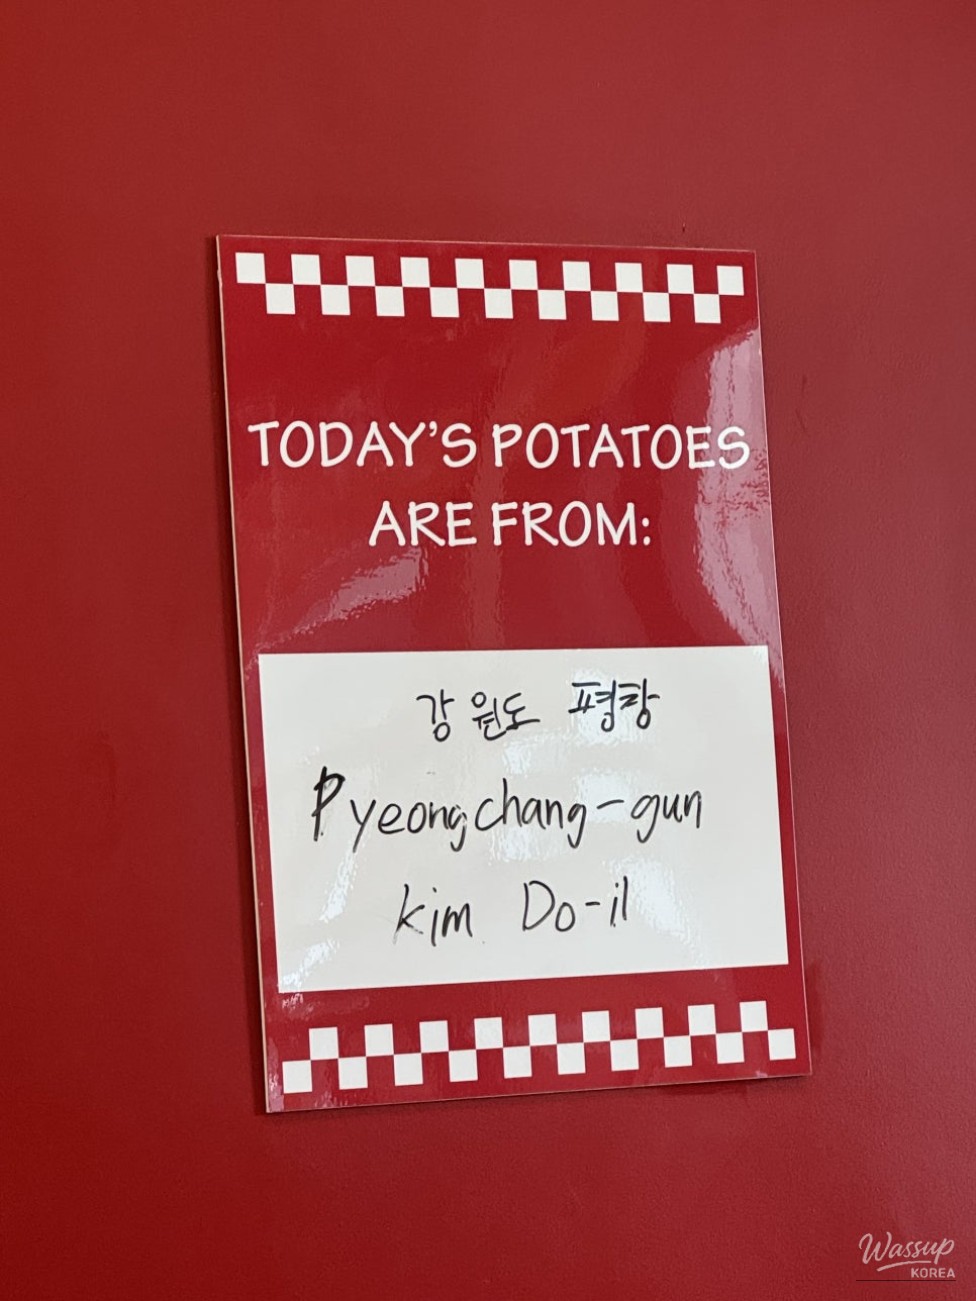 TODAY'S POTATOES
ARE FROM:
강원도 평창
Pyeongchang-gun
kim Do-il
Wassup
KOREA